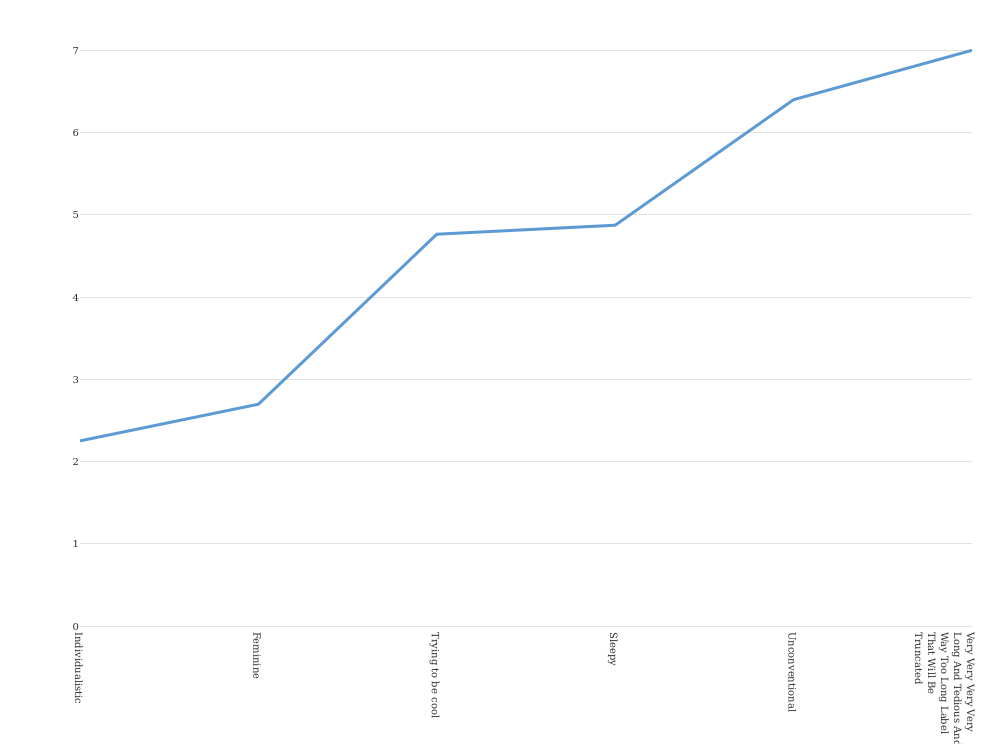 7
6
5
4
3
2
1
0
Individualistic
Feminine
Trying to be cool
Sleepy
Unconventional
Very Very Very Very
Long And Tedious And
Way Too Long Label
That Will Be
Truncated